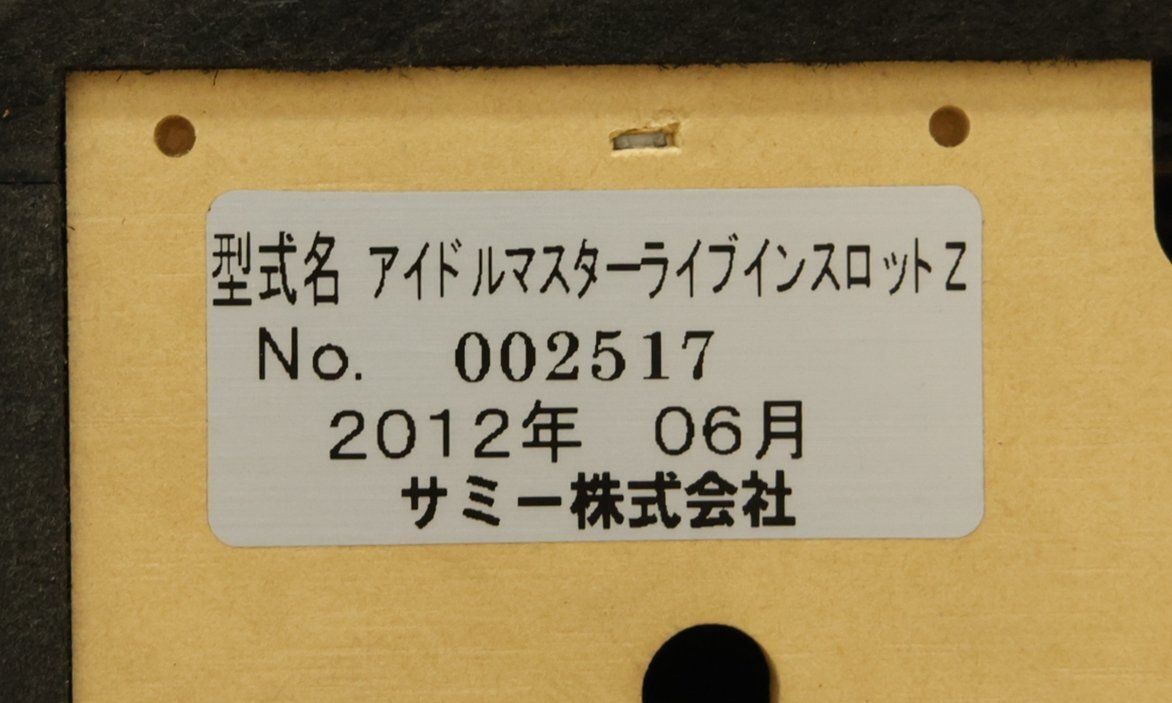 型式名 アイドルマスターライブインスロットZ
No. 002517
2012年 06月
サミー株式会社